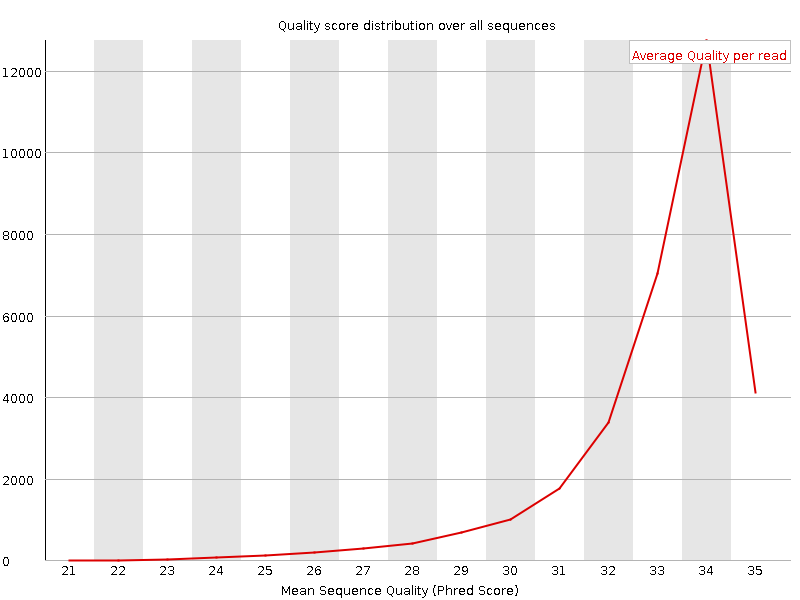 Quality score distribution over all sequences
Average Quality per read
12000
10000
8000
6000
4000
2000
0
21 22 23 24 25 26 27 28 29 30 31 32 33 34 35
Mean Sequence Quality (Phred Score)